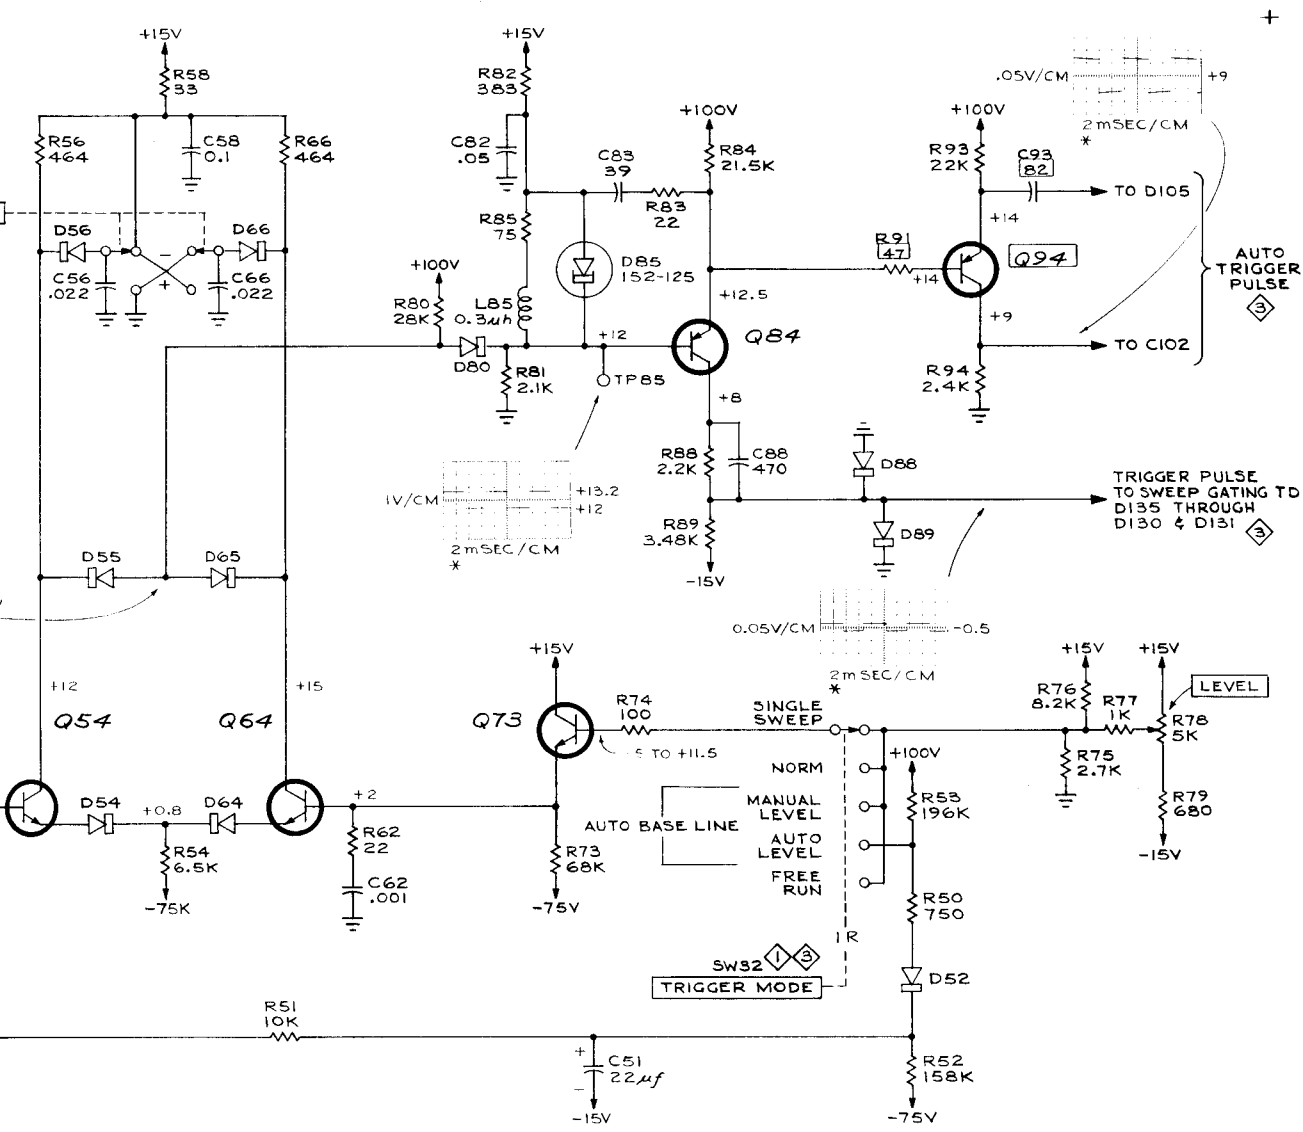 +15V
R58
33
R56
464
C58
0.1
R66
464
D56
D66
−
+
C56
.022
C66
.022
+15V
R82
383
C82
.05
C83
39
R83
22
R85
75
D85
152-125
+100V
R84
21.5K
+100V
R80
28K
L85
0.3µh
D80
R81
2.1K
+12
TP85
+12.5
Q84
+8
+100V
R93
22K
C93
82
TO D105
+14
R91
47
+14
Q94
+9
TO C102
R94
2.4K
.05V/CM
+9
2mSEC/CM
*
+
AUTO
TRIGGER
PULSE
3
1V/CM
+13.2
+12
2mSEC/CM
*
R88
2.2K
C88
470
D88
R89
3.48K
D89
-15V
TRIGGER PULSE
TO SWEEP GATING TD
D135 THROUGH
D130 & D131
3
0.05V/CM
-0.5
2mSEC/CM
*
D55
D65
+12
+15
Q54
Q64
D54
+0.8
D64
R54
6.5K
-75K
+2
R62
22
C62
.001
+15V
Q73
R74
100
5 TO +11.5
R73
68K
-75V
SINGLE
SWEEP
NORM
MANUAL
LEVEL
AUTO BASE LINE
AUTO
LEVEL
FREE
RUN
1R
SW32
1
3
TRIGGER MODE
+100V
R53
196K
R50
750
D52
R52
158K
-75V
+15V
R76
8.2K
R77
1K
R75
2.7K
+15V
LEVEL
R78
5K
R79
680
-15V
R51
10K
+
C51
22µf
−
-15V